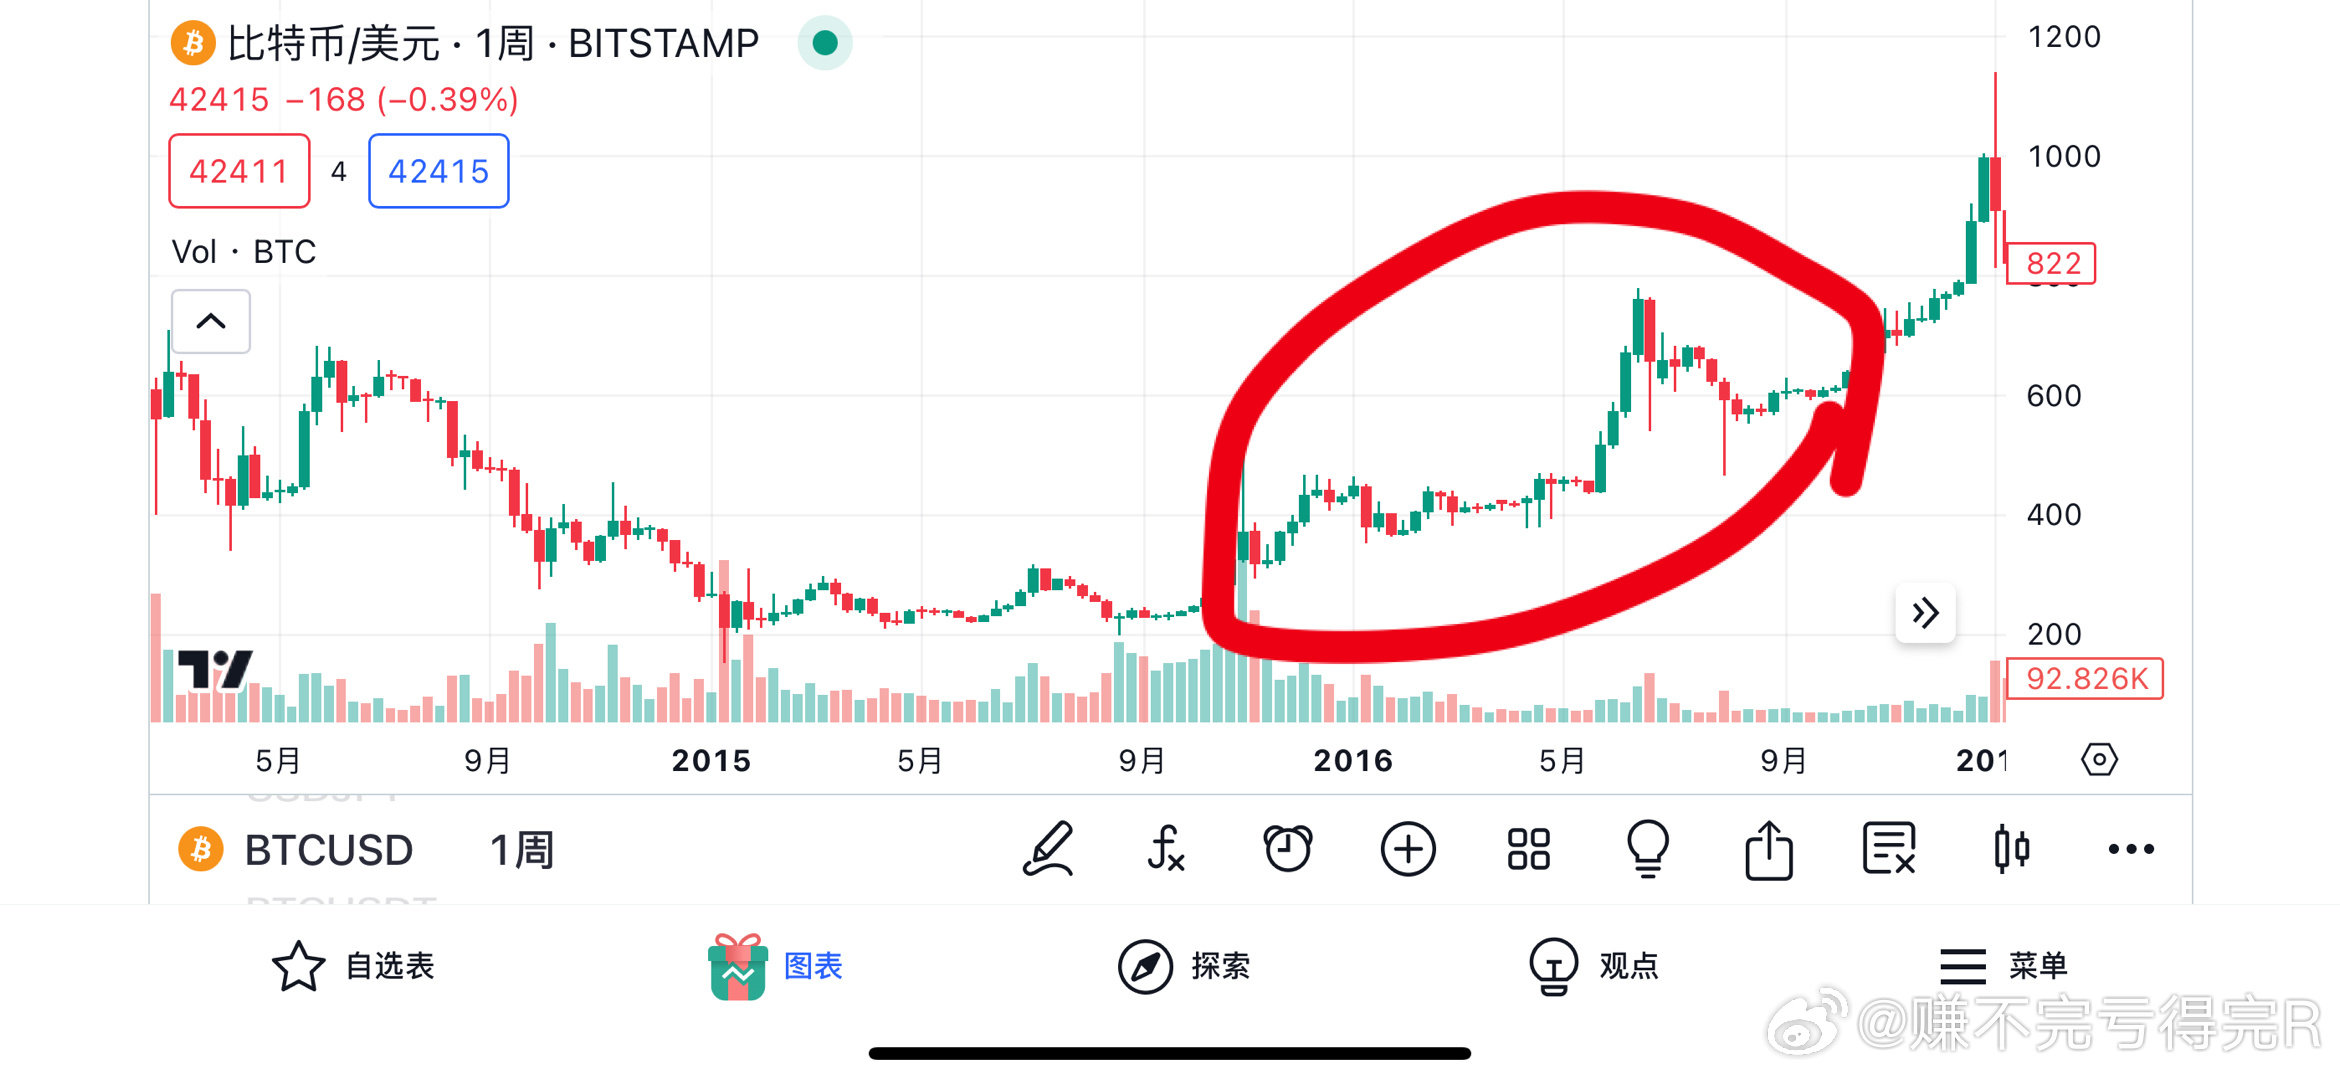 比特币/美元 · 1周 · BITSTAMP
42415 −168 (−0.39%)
42411 4 42415
Vol · BTC
1200
1000
822
600
400
200
92.826K
5月 9月 2015 5月 9月 2016 5月 9月 201
BTCUSD 1周
自选表 图表 探索 观点 菜单
@赚不完亏得完R